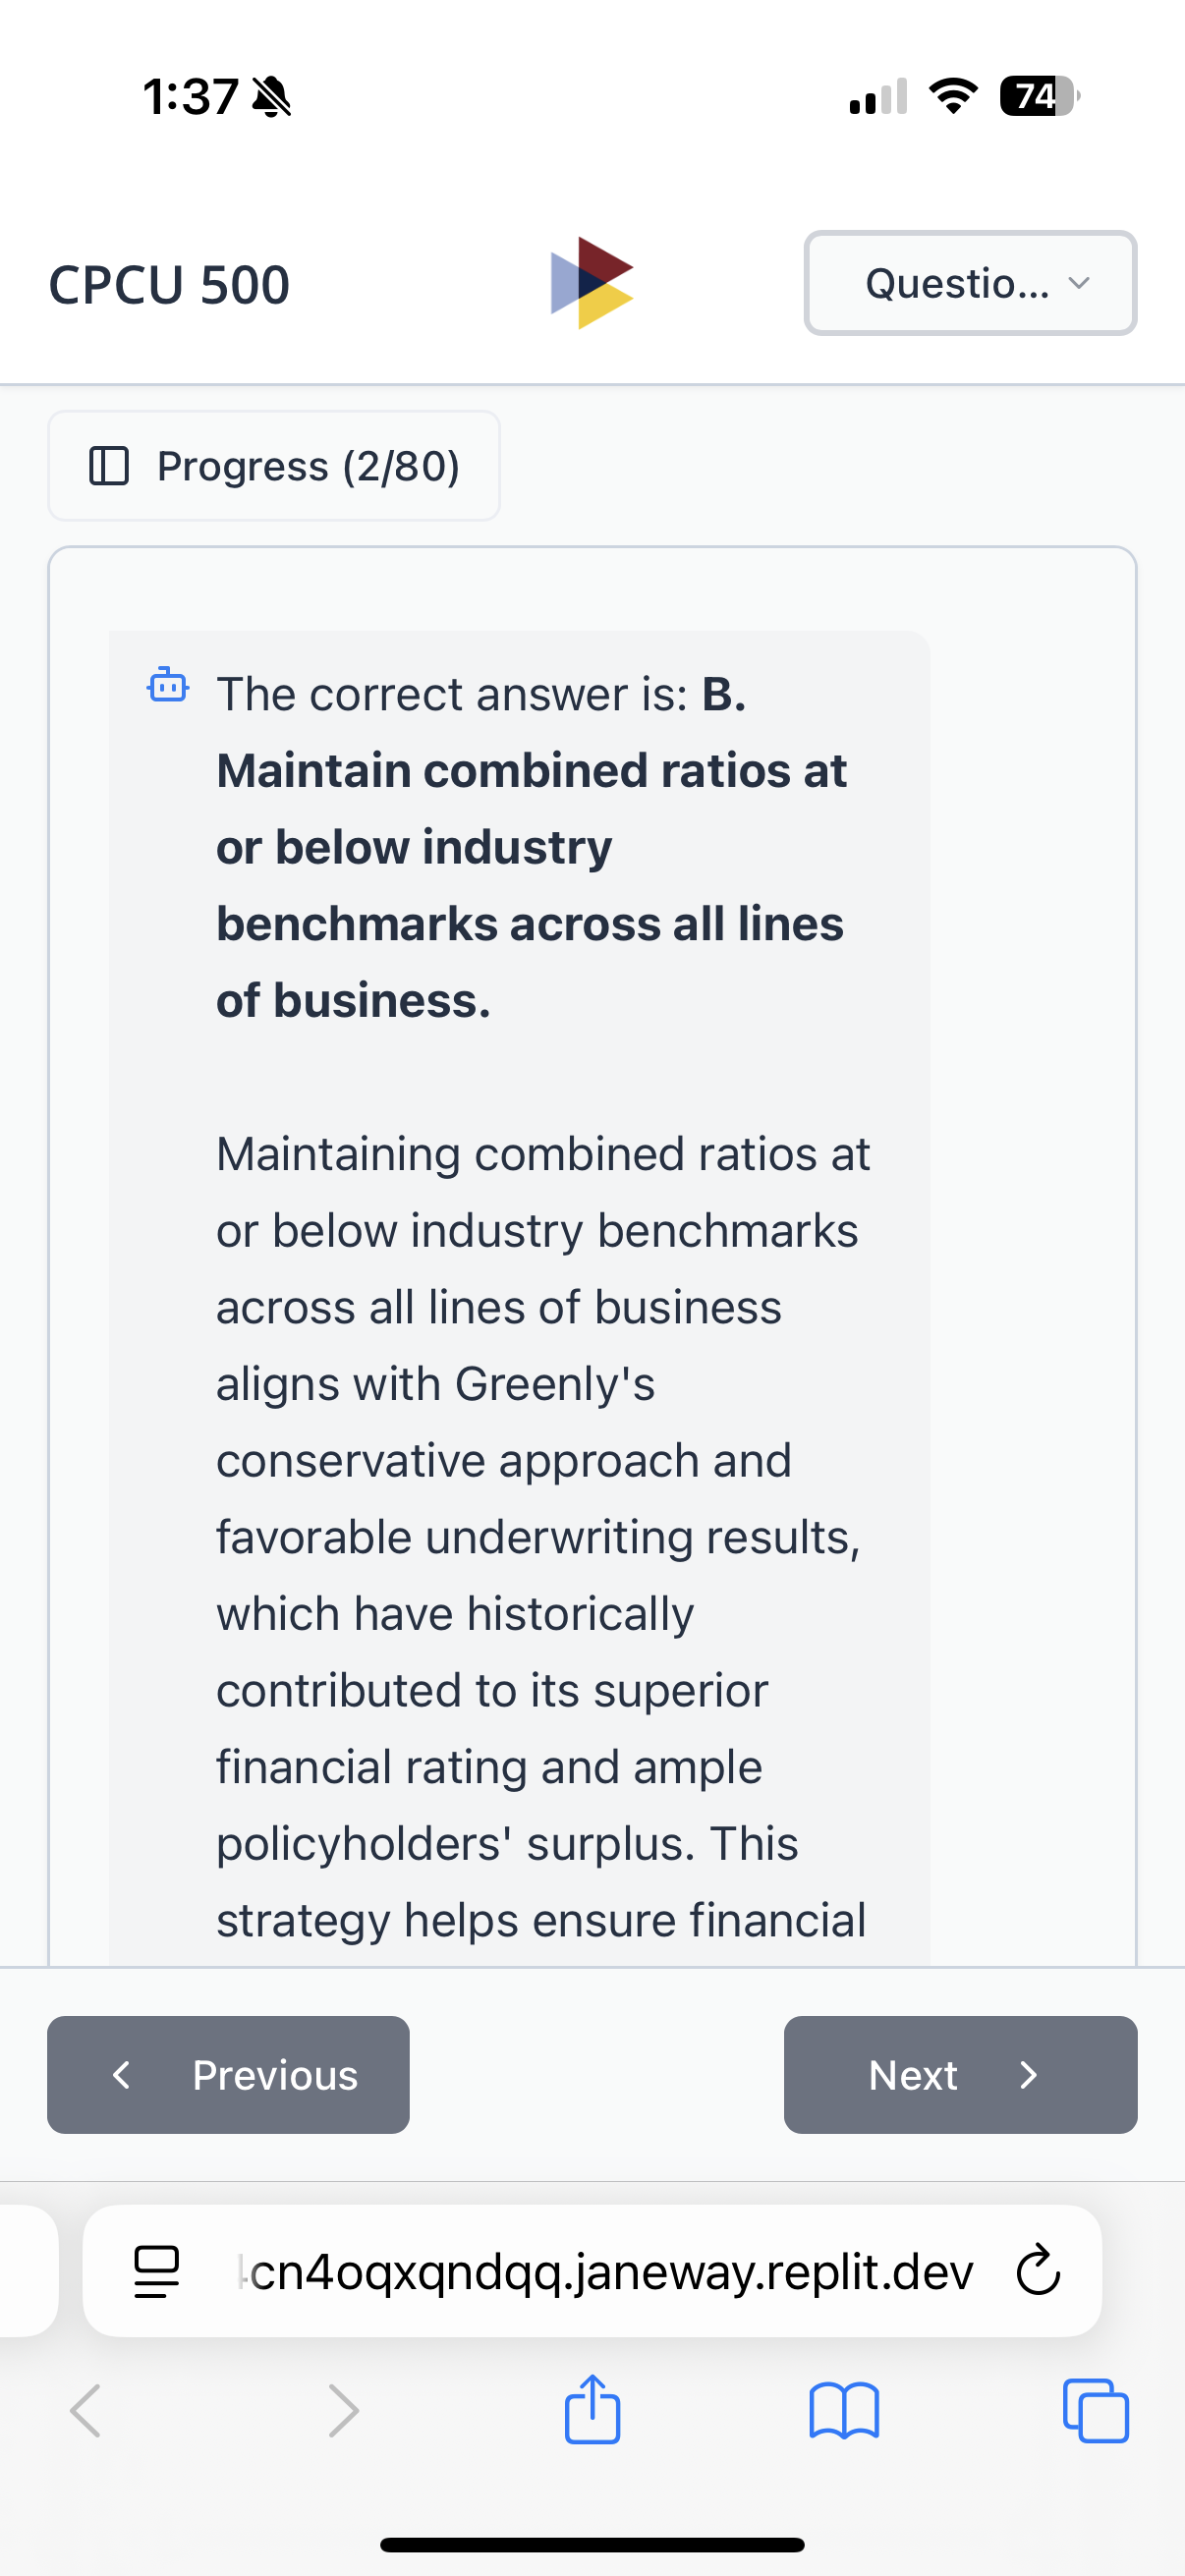 1:37
74
CPCU 500
Questio...
Progress (2/80)
The correct answer is: B.
Maintain combined ratios at
or below industry
benchmarks across all lines
of business.
Maintaining combined ratios at
or below industry benchmarks
across all lines of business
aligns with Greenly's
conservative approach and
favorable underwriting results,
which have historically
contributed to its superior
financial rating and ample
policyholders' surplus. This
strategy helps ensure financial
Previous
Next
cn4oqxqndqq.janeway.replit.dev